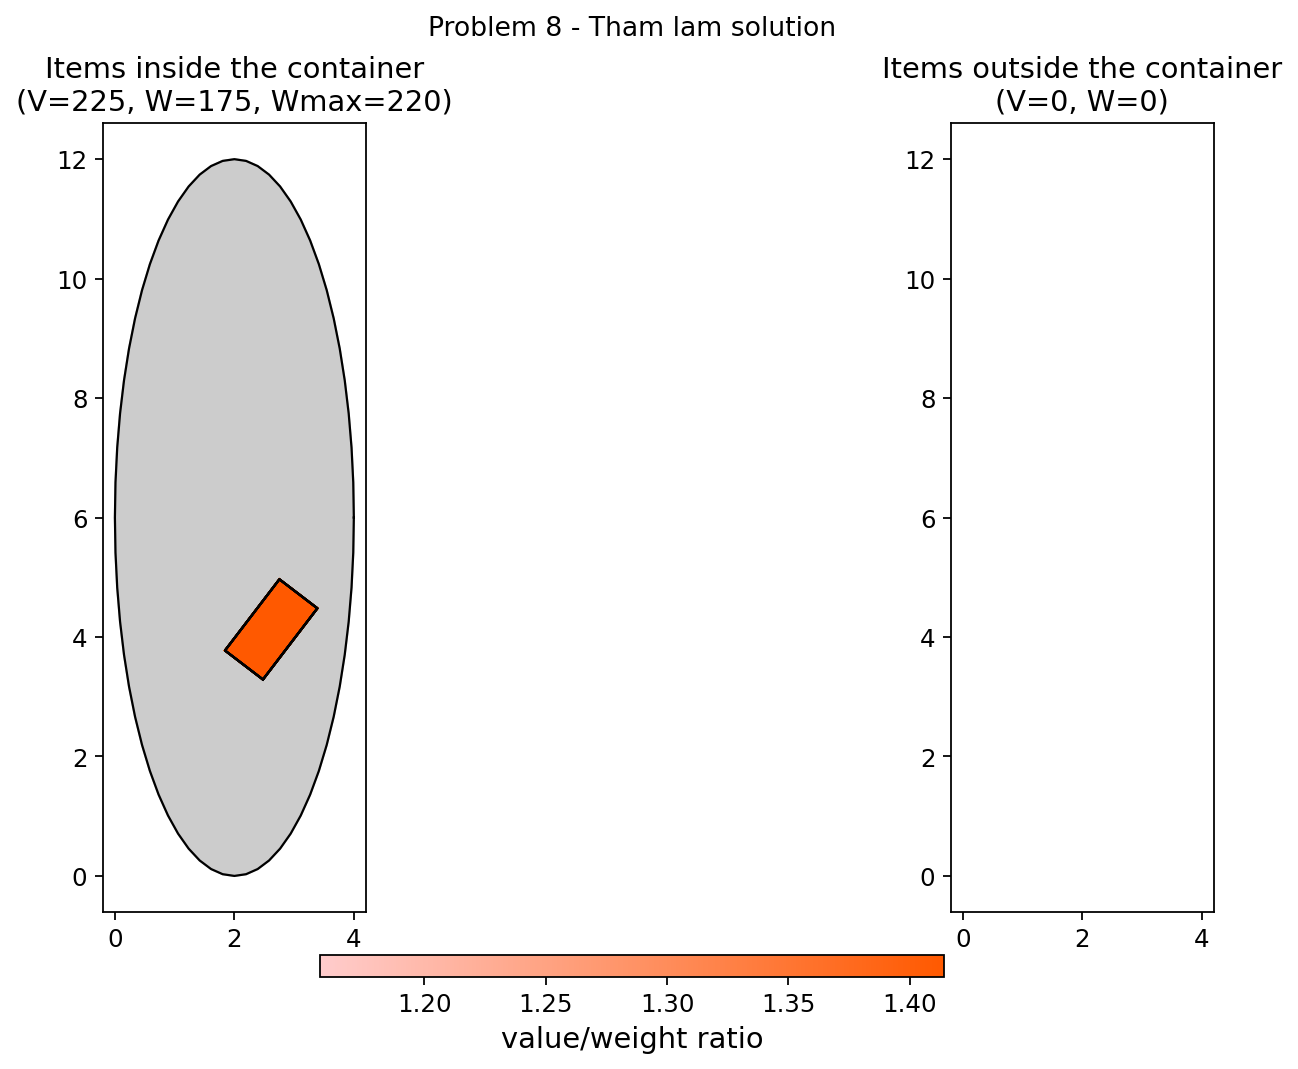 Problem 8 - Tham lam solution
Items inside the container
(V=225, W=175, Wmax=220)
Items outside the container
(V=0, W=0)
12
10
8
6
4
2
0
0 2 4
12
10
8
6
4
2
0
0 2 4
1.20 1.25 1.30 1.35 1.40
value/weight ratio